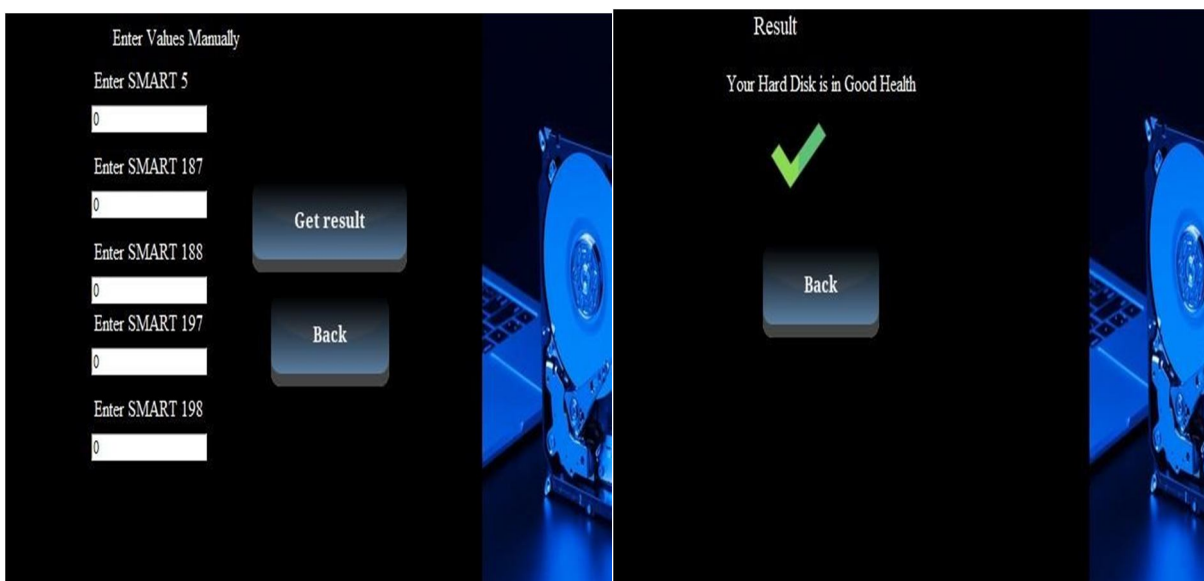 Enter Values Manually
Enter SMART 5
0
Enter SMART 187
0
Enter SMART 188
0
Enter SMART 197
0
Enter SMART 198
0
Get result
Back
Result
Your Hard Disk is in Good Health
Back